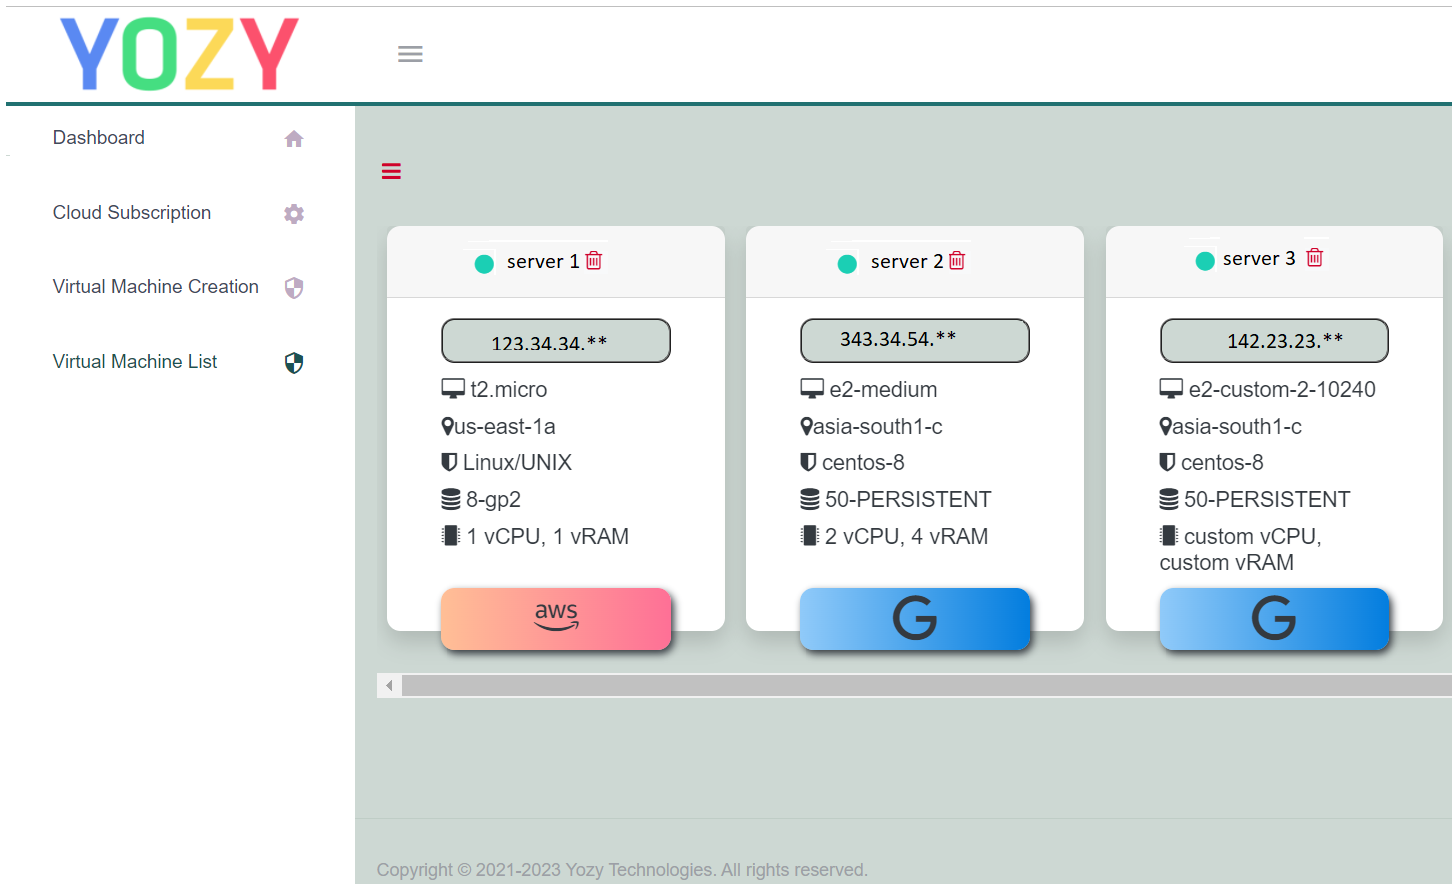 YOZY
Dashboard
Cloud Subscription
Virtual Machine Creation
Virtual Machine List
server 1
123.34.34.**
t2.micro
us-east-1a
Linux/UNIX
8-gp2
1 vCPU, 1 vRAM
aws
server 2
343.34.54.**
e2-medium
asia-south1-c
centos-8
50-PERSISTENT
2 vCPU, 4 vRAM
G
server 3
142.23.23.**
e2-custom-2-10240
asia-south1-c
centos-8
50-PERSISTENT
custom vCPU,
custom vRAM
G
Copyright © 2021-2023 Yozy Technologies. All rights reserved.